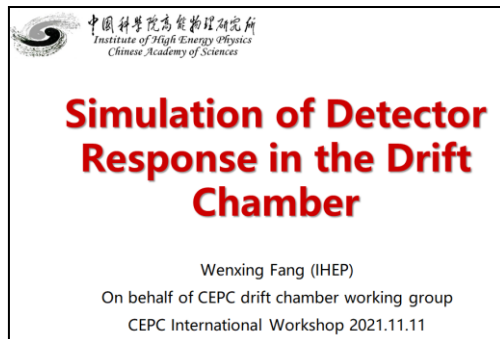 中国科学院高能物理研究所
Institute of High Energy Physics
Chinese Academy of Sciences
Simulation of Detector
Response in the Drift
Chamber
Wenxing Fang (IHEP)
On behalf of CEPC drift chamber working group
CEPC International Workshop 2021.11.11